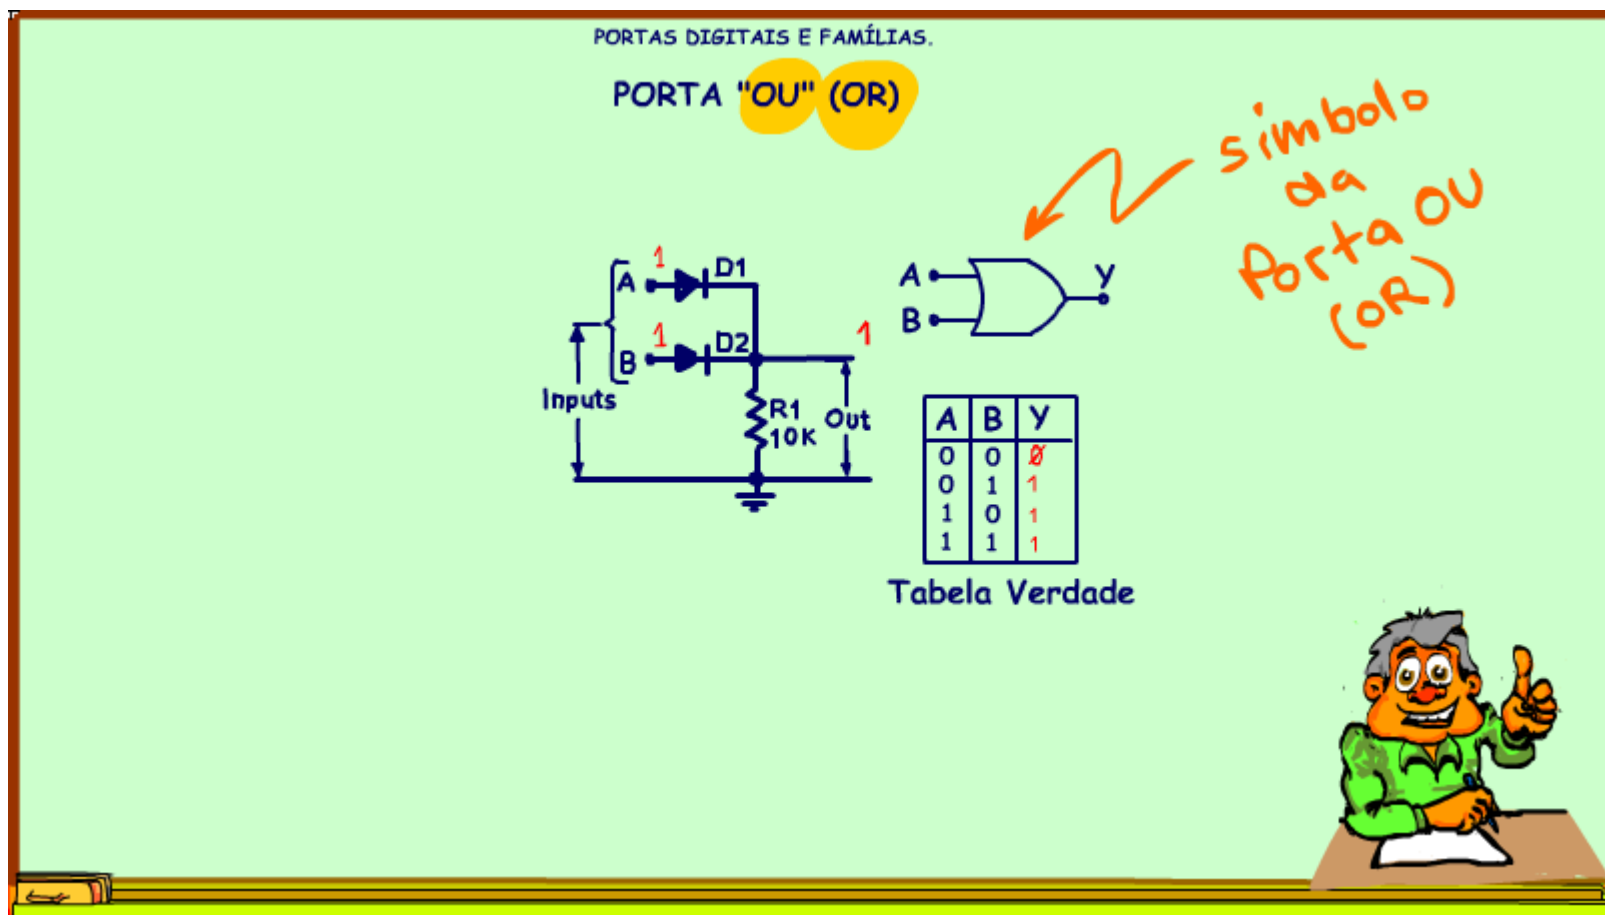 PORTAS DIGITAIS E FAMÍLIAS.
PORTA "OU" (OR)
símbolo
da
Porta OU
(OR)
A 1 D1
B 1 D2
1
Inputs
R1
10K
Out
A
B
Y
A B Y
0 0 0
0 1 1
1 0 1
1 1 1
Tabela Verdade